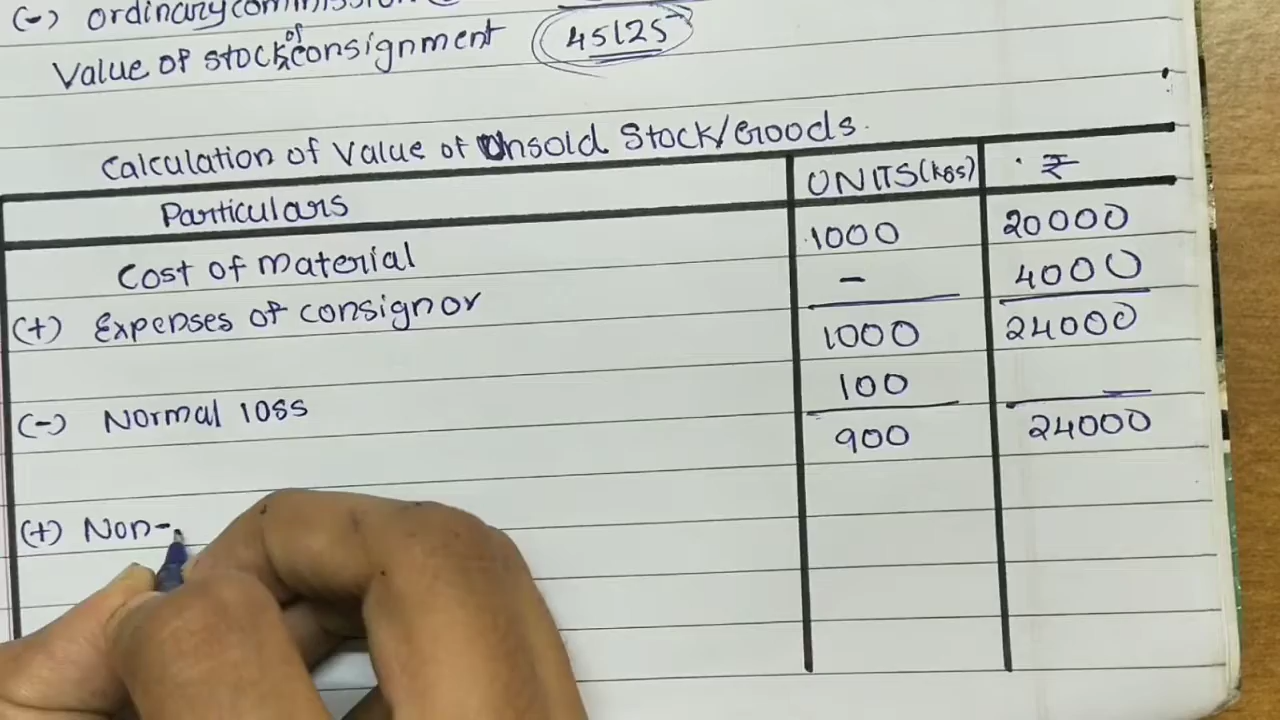 (-) ordinary commission
Value of stock of consignment 45125
Calculation of Value of Unsold Stock/Goods.
Particulars UNITS (kgs) ₹
Cost of material 1000 20000
(+) Expenses of consignor - 4000
1000 24000
(-) Normal loss 100 —
900 24000
(+) Non-